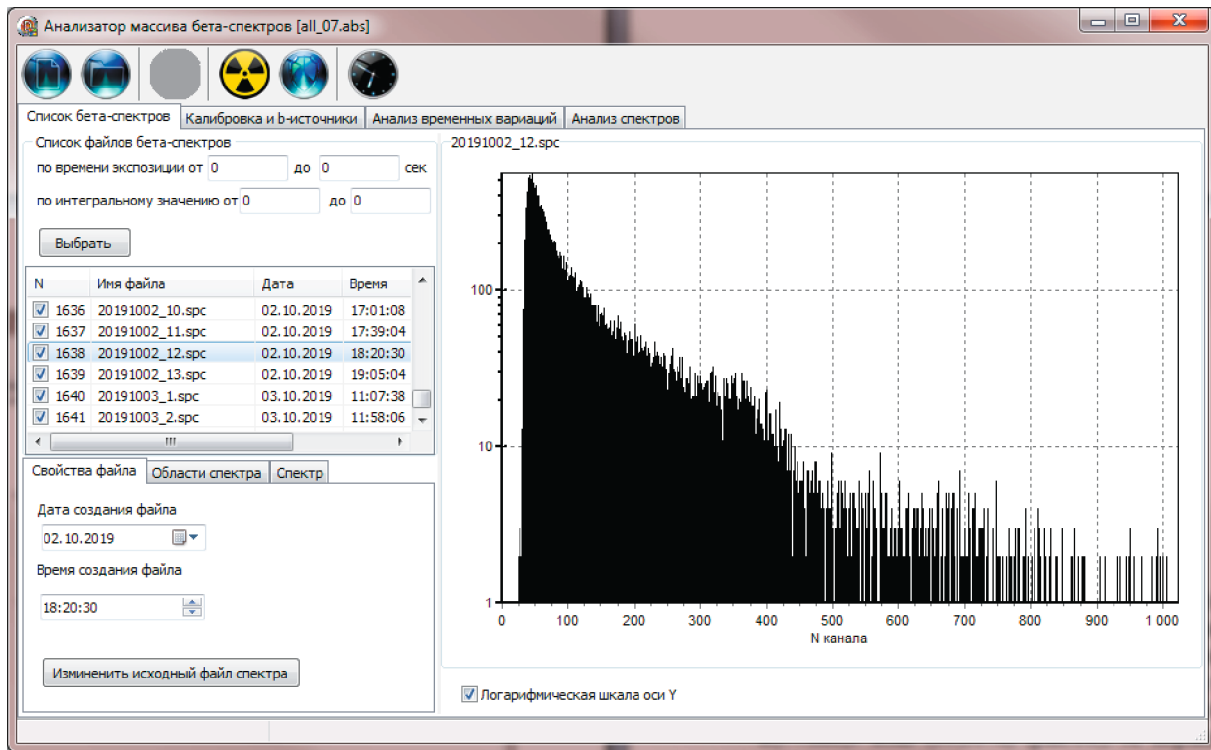 Анализатор массива бета-спектров [all_07.abs]
Список бета-спектров Калибровка и b-источники Анализ временных вариаций Анализ спектров
Список файлов бета-спектров
по времени экспозиции от 0 до 0 сек
по интегральному значению от 0 до 0
Выбрать
N Имя файла Дата Время
1636 20191002_10.spc 02.10.2019 17:01:08
1637 20191002_11.spc 02.10.2019 17:39:04
1638 20191002_12.spc 02.10.2019 18:20:30
1639 20191002_13.spc 02.10.2019 19:05:04
1640 20191003_1.spc 03.10.2019 11:07:38
1641 20191003_2.spc 03.10.2019 11:58:06
Свойства файла Области спектра Спектр
Дата создания файла
02.10.2019
Время создания файла
18:20:30
Изминенить исходный файл спектра
20191002_12.spc
100
10
1
0 100 200 300 400 500 600 700 800 900 1 000
N канала
Логарифмическая шкала оси Y